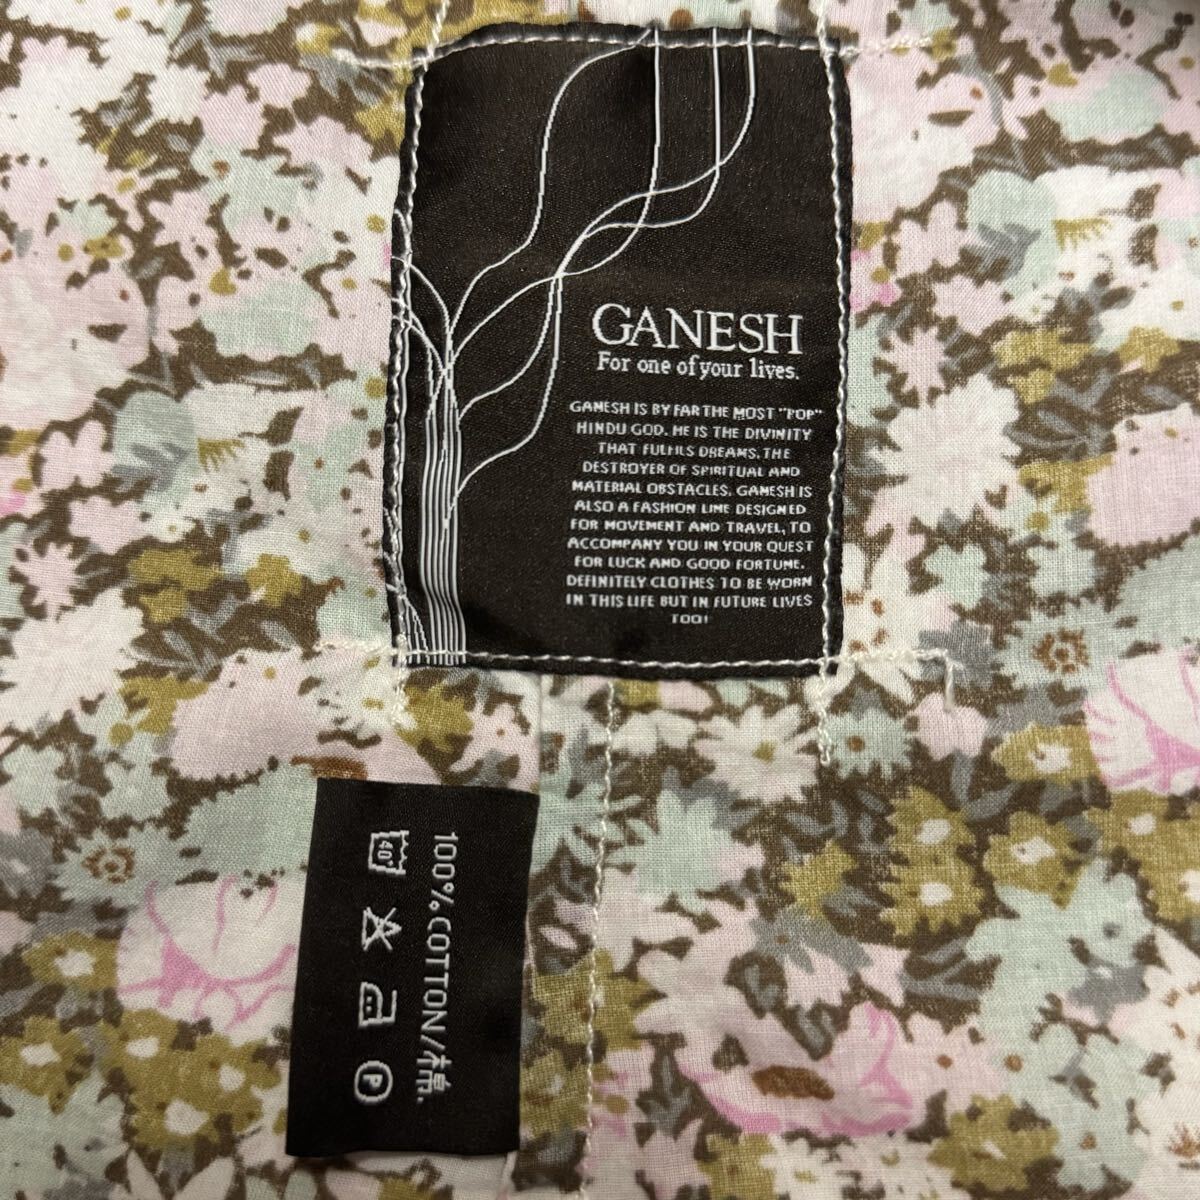 GANESH
For one of your lives.
GANESH IS BY FAR THE MOST "POP"
HINDU GOD. HE IS THE DIVINITY
THAT FULFILS DREAMS, THE
DESTROYER OF SPIRITUAL AND
MATERIAL OBSTACLES. GANESH IS
ALSO A FASHION LINE DESIGNED
FOR MOVEMENT AND TRAVEL, TO
ACCOMPANY YOU IN YOUR QUEST
FOR LUCK AND GOOD FORTUNE.
DEFINITELY CLOTHES TO BE WORN
IN THIS LIFE BUT IN FUTURE LIVES
TOO!
100%COTTON/棉.
40°
P